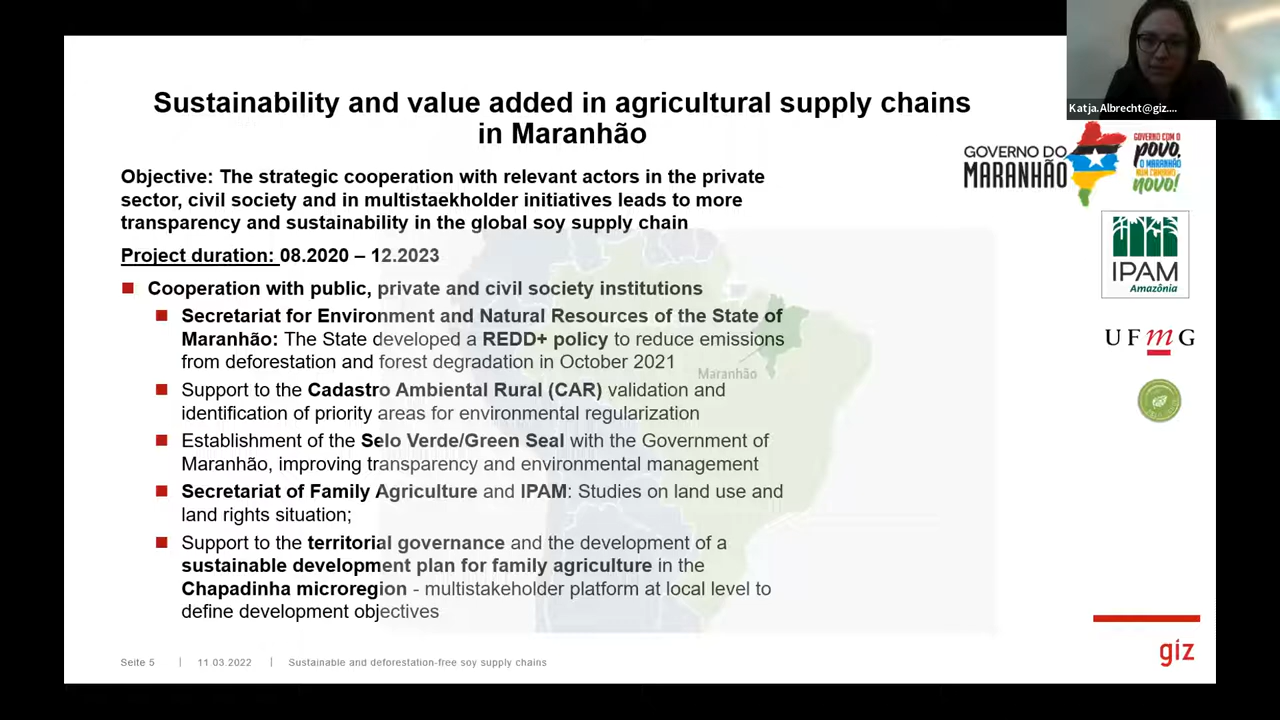 Katja.Albrecht@giz....
Sustainability and value added in agricultural supply chains
in Maranhão
GOVERNO DO
MARANHÃO
GOVERNO COM O
POVO,
O MARANHÃO
NUM CAMINHO
NOVO!
Objective: The strategic cooperation with relevant actors in the private
sector, civil society and in multistaekholder initiatives leads to more
transparency and sustainability in the global soy supply chain
IPAM
Amazônia
Project duration: 08.2020 – 12.2023
■ Cooperation with public, private and civil society institutions
■ Secretariat for Environment and Natural Resources of the State of
Maranhão: The State developed a REDD+ policy to reduce emissions
from deforestation and forest degradation in October 2021
UFmG
Maranhão
■ Support to the Cadastro Ambiental Rural (CAR) validation and
identification of priority areas for environmental regularization
■ Establishment of the Selo Verde/Green Seal with the Government of
Maranhão, improving transparency and environmental management
■ Secretariat of Family Agriculture and IPAM: Studies on land use and
land rights situation;
■ Support to the territorial governance and the development of a
sustainable development plan for family agriculture in the
Chapadinha microregion - multistakeholder platform at local level to
define development objectives
Seite 5 | 11.03.2022 | Sustainable and deforestation-free soy supply chains
giz